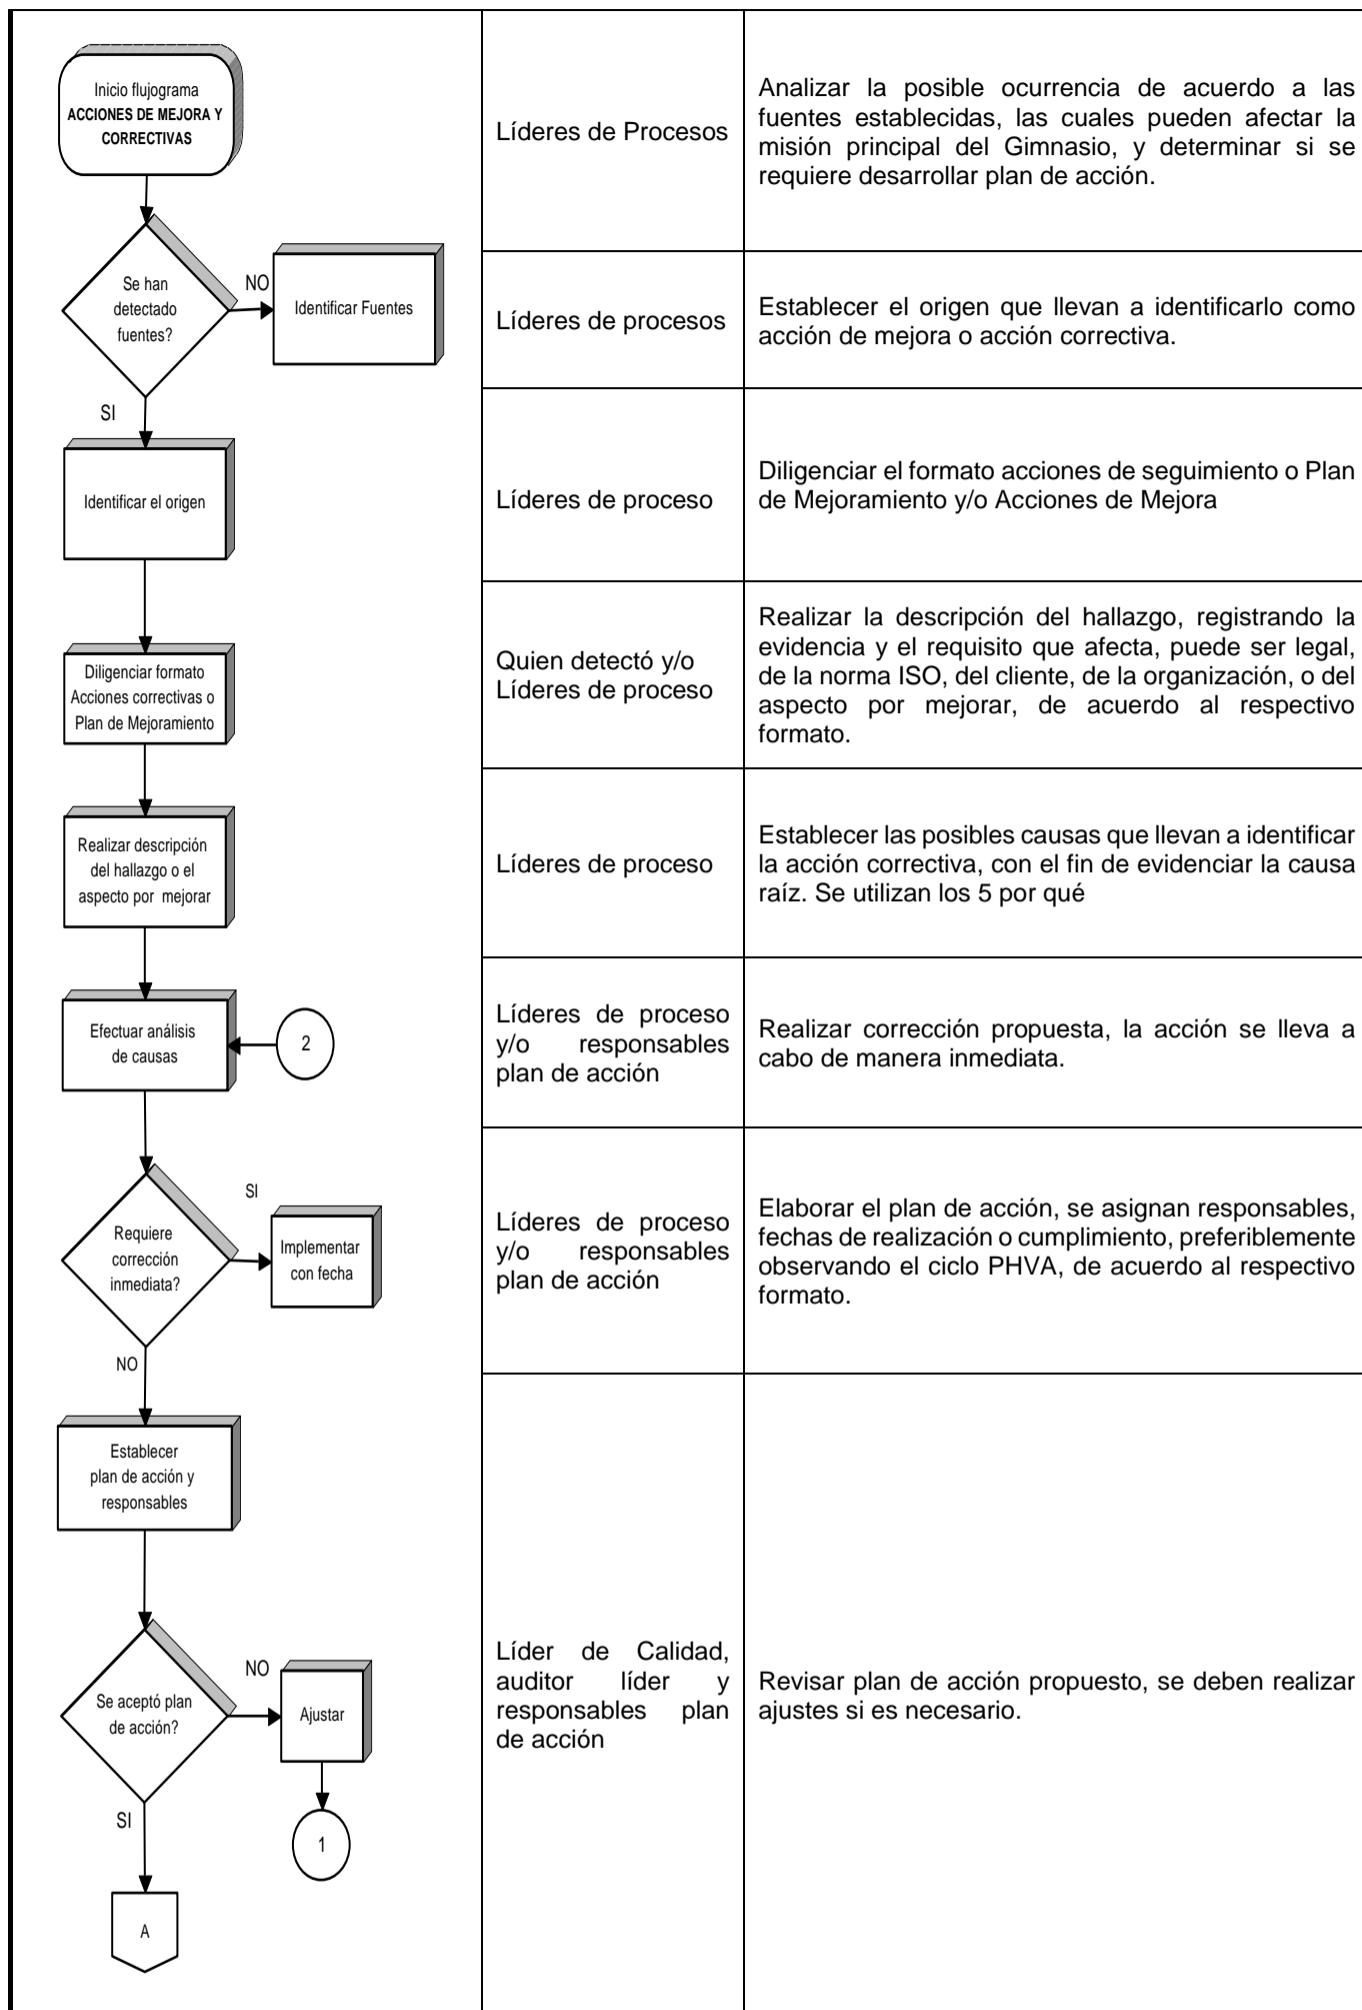 Inicio flujograma
ACCIONES DE MEJORA Y
CORRECTIVAS
Líderes de Procesos
Analizar la posible ocurrencia de acuerdo a las
fuentes establecidas, las cuales pueden afectar la
misión principal del Gimnasio, y determinar si se
requiere desarrollar plan de acción.
Se han
detectado
fuentes?
NO
Identificar Fuentes
SI
Líderes de procesos
Establecer el origen que llevan a identificarlo como
acción de mejora o acción correctiva.
Identificar el origen
Líderes de proceso
Diligenciar el formato acciones de seguimiento o Plan
de Mejoramiento y/o Acciones de Mejora
Diligenciar formato
Acciones correctivas o
Plan de Mejoramiento
Quien detectó y/o
Líderes de proceso
Realizar la descripción del hallazgo, registrando la
evidencia y el requisito que afecta, puede ser legal,
de la norma ISO, del cliente, de la organización, o del
aspecto por mejorar, de acuerdo al respectivo
formato.
Realizar descripción
del hallazgo o el
aspecto por mejorar
Líderes de proceso
Establecer las posibles causas que llevan a identificar
la acción correctiva, con el fin de evidenciar la causa
raíz. Se utilizan los 5 por qué
Efectuar análisis
de causas
2
Líderes de proceso
y/o responsables
plan de acción
Realizar corrección propuesta, la acción se lleva a
cabo de manera inmediata.
Requiere
corrección
inmediata?
SI
Implementar
con fecha
NO
Líderes de proceso
y/o responsables
plan de acción
Elaborar el plan de acción, se asignan responsables,
fechas de realización o cumplimiento, preferiblemente
observando el ciclo PHVA, de acuerdo al respectivo
formato.
Establecer
plan de acción y
responsables
Se aceptó plan
de acción?
NO
Ajustar
1
SI
A
Líder de Calidad,
auditor líder y
responsables plan
de acción
Revisar plan de acción propuesto, se deben realizar
ajustes si es necesario.